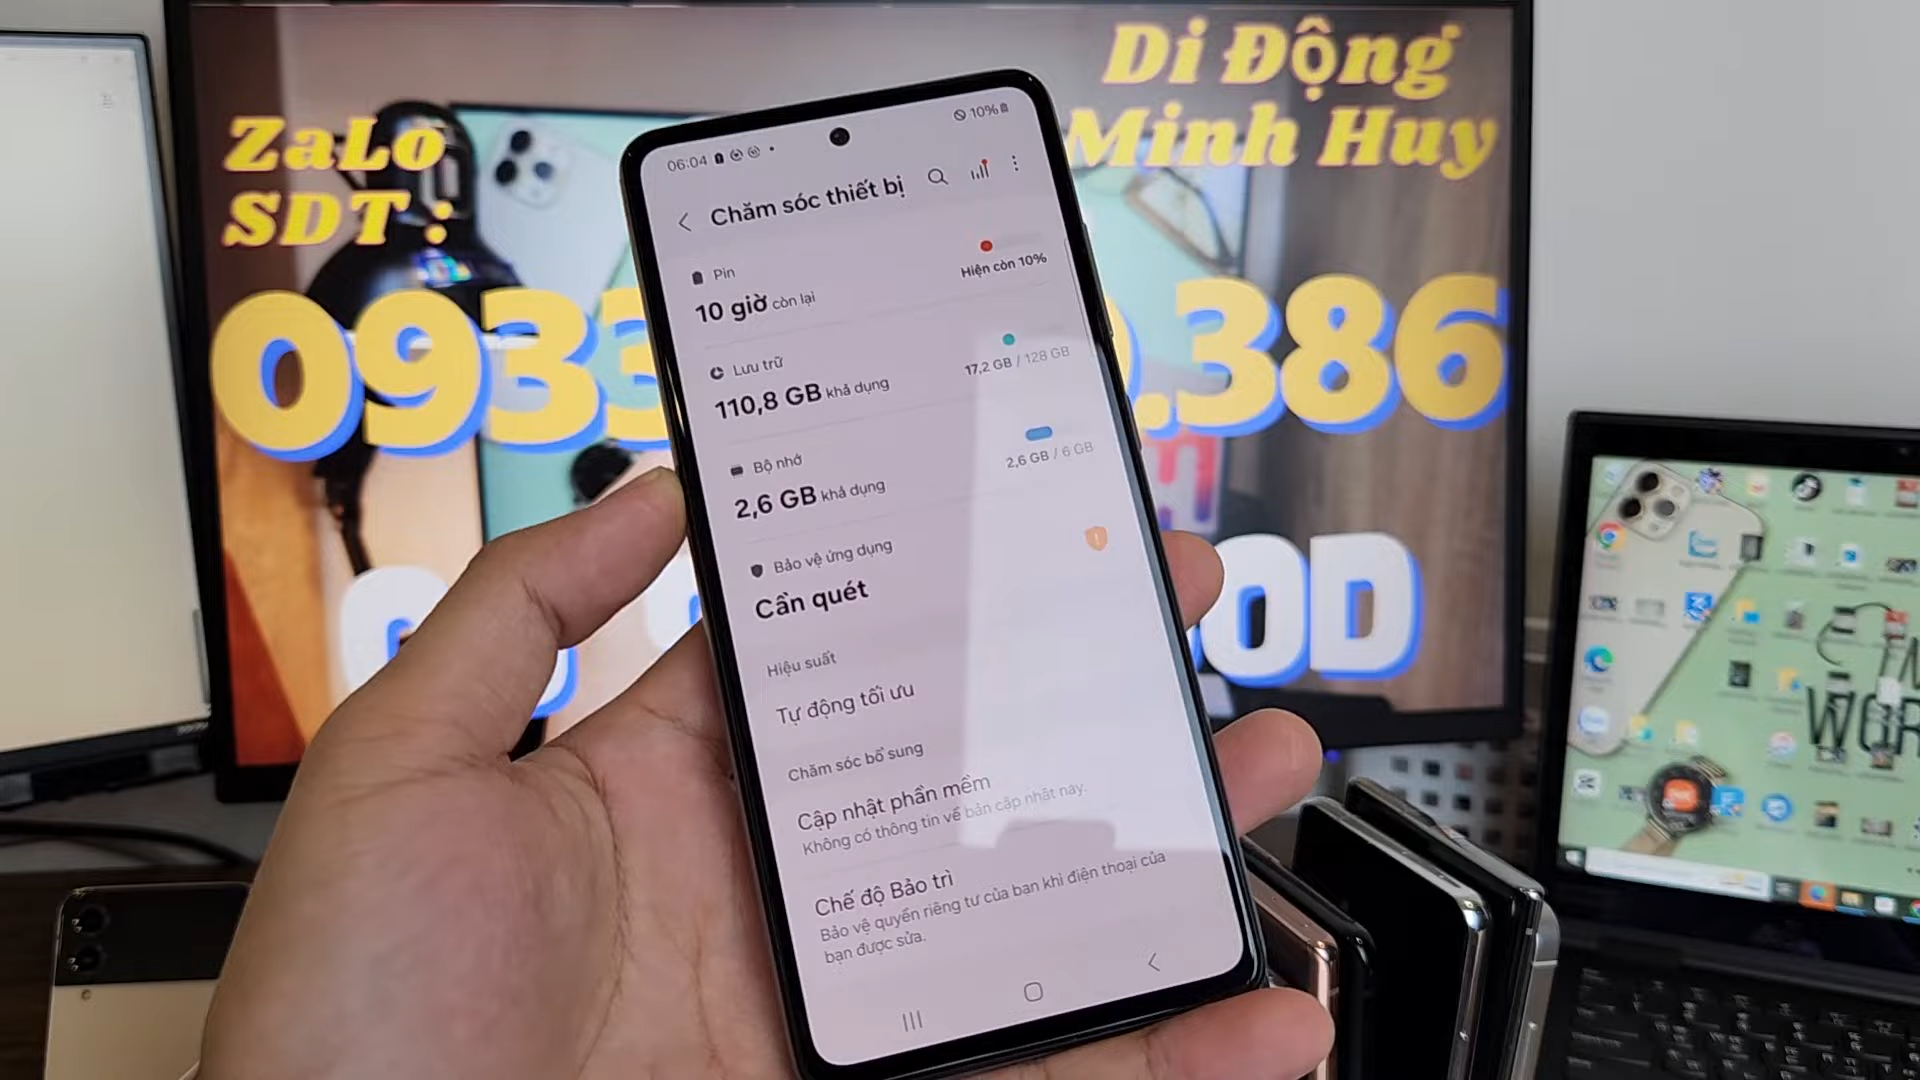 ZaLo
SDT :
Di Động
Minh Huy
.386
OD
06:04
10%
Chăm sóc thiết bị
Pin
10 giờ còn lại
Hiện còn 10%
Lưu trữ
110,8 GB khả dụng
17,2 GB / 128 GB
Bộ nhớ
2,6 GB khả dụng
2,6 GB / 6 GB
Bảo vệ ứng dụng
Cần quét
Hiệu suất
Tự động tối ưu
Chăm sóc bổ sung
Cập nhật phần mềm
Không có thông tin về bản cập nhật này.
Chế độ Bảo trì
Bảo vệ quyền riêng tư của bạn khi điện thoại của
bạn được sửa.